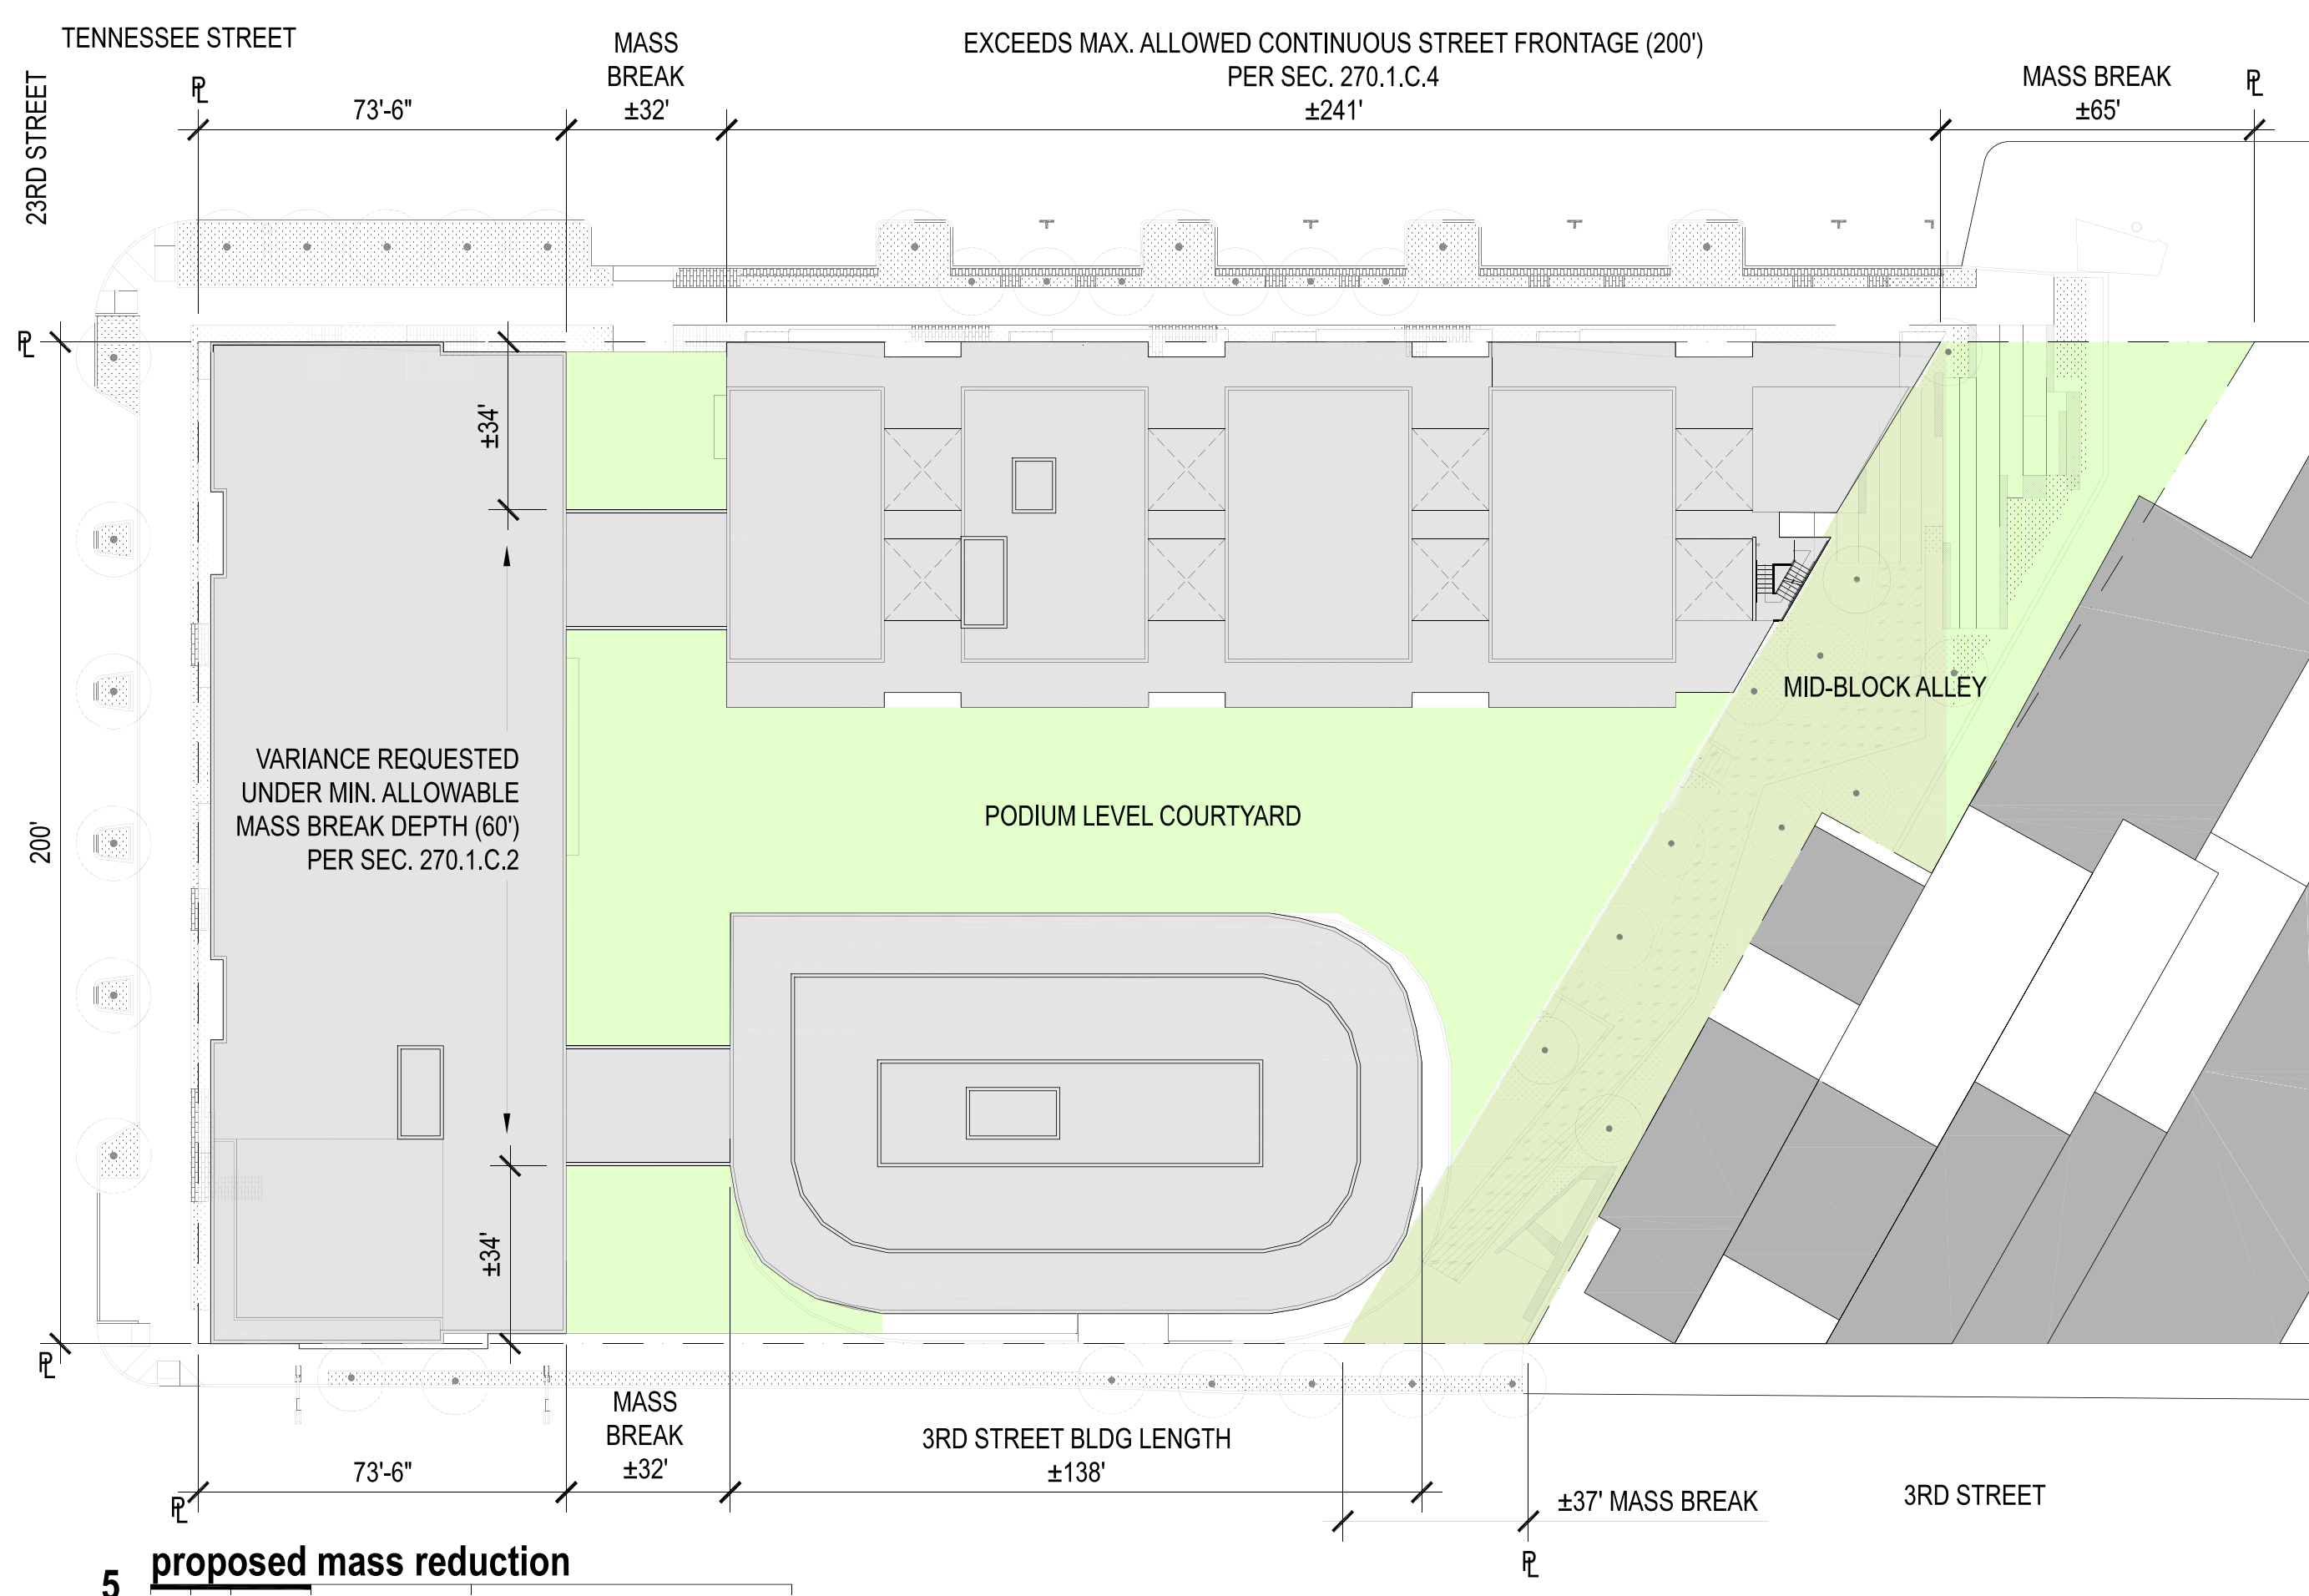 TENNESSEE STREET
23RD STREET
PL
73'-6"
MASS
BREAK
±32'
EXCEEDS MAX. ALLOWED CONTINUOUS STREET FRONTAGE (200')
PER SEC. 270.1.C.4
±241'
MASS BREAK
±65'
PL
PL
±34'
MID-BLOCK ALLEY
VARIANCE REQUESTED
UNDER MIN. ALLOWABLE
MASS BREAK DEPTH (60')
PER SEC. 270.1.C.2
PODIUM LEVEL COURTYARD
200'
±34'
PL
MASS
BREAK
±32'
73'-6"
3RD STREET BLDG LENGTH
±138'
±37' MASS BREAK
3RD STREET
PL
PL
5
proposed mass reduction